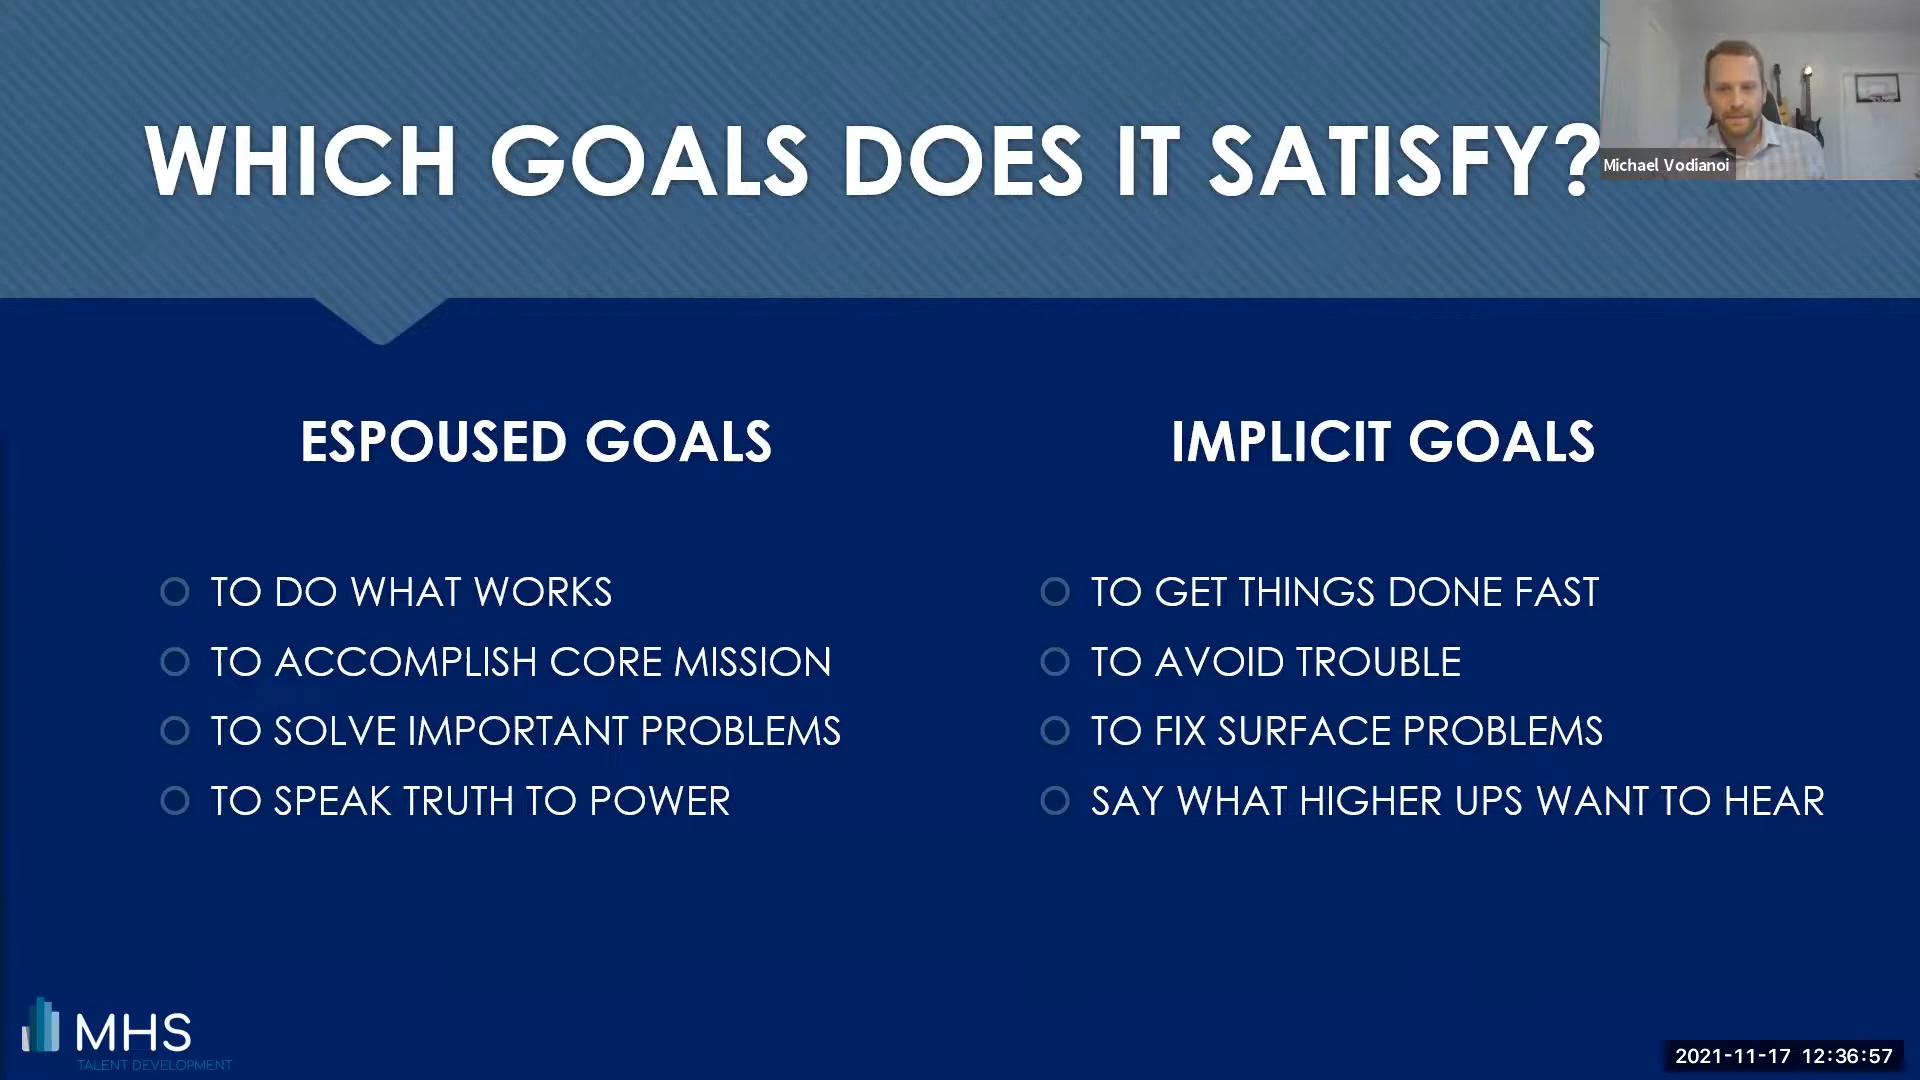 WHICH GOALS DOES IT SATISFY?
Michael Vodianoi
ESPOUSED GOALS
TO DO WHAT WORKS
TO ACCOMPLISH CORE MISSION
TO SOLVE IMPORTANT PROBLEMS
TO SPEAK TRUTH TO POWER
IMPLICIT GOALS
TO GET THINGS DONE FAST
TO AVOID TROUBLE
TO FIX SURFACE PROBLEMS
SAY WHAT HIGHER UPS WANT TO HEAR
MHS
TALENT DEVELOPMENT
2021-11-17 12:36:57